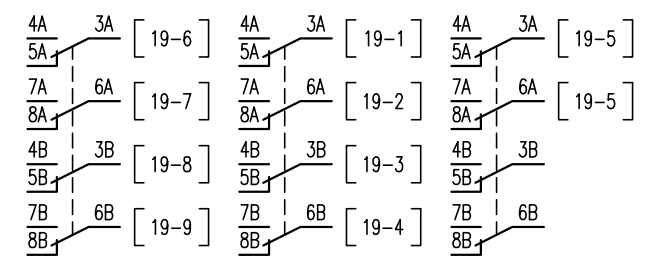 4A 3A [19-6] 4A 3A [19-1] 4A 3A [19-5]
5A 5A 5A
7A 6A [19-7] 7A 6A [19-2] 7A 6A [19-5]
8A 8A 8A
4B 3B [19-8] 4B 3B [19-3] 4B 3B
5B 5B 5B
7B 6B [19-9] 7B 6B [19-4] 7B 6B
8B 8B 8B